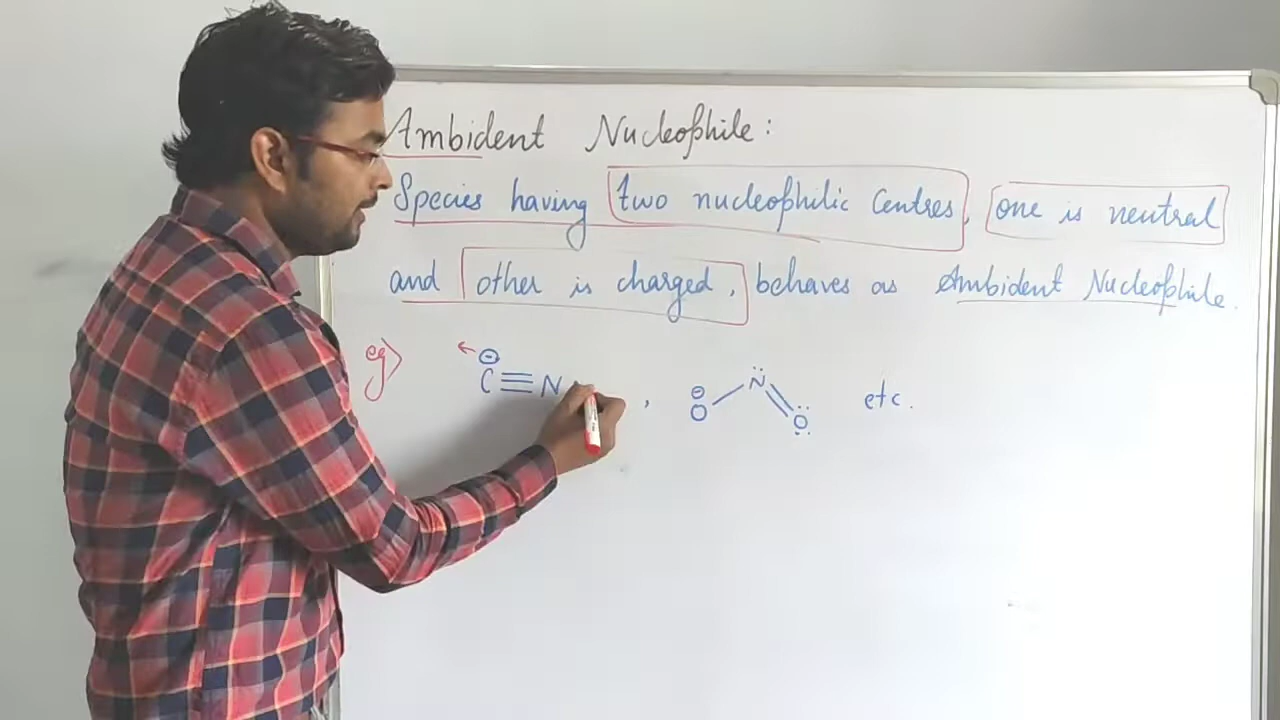 Ambident Nucleophile:
Species having two nucleophilic Centres, one is neutral
and other is charged, behaves as Ambident Nucleophile.
eg> ⊖C≡N , ⊖O-N̈=Ö: etc.